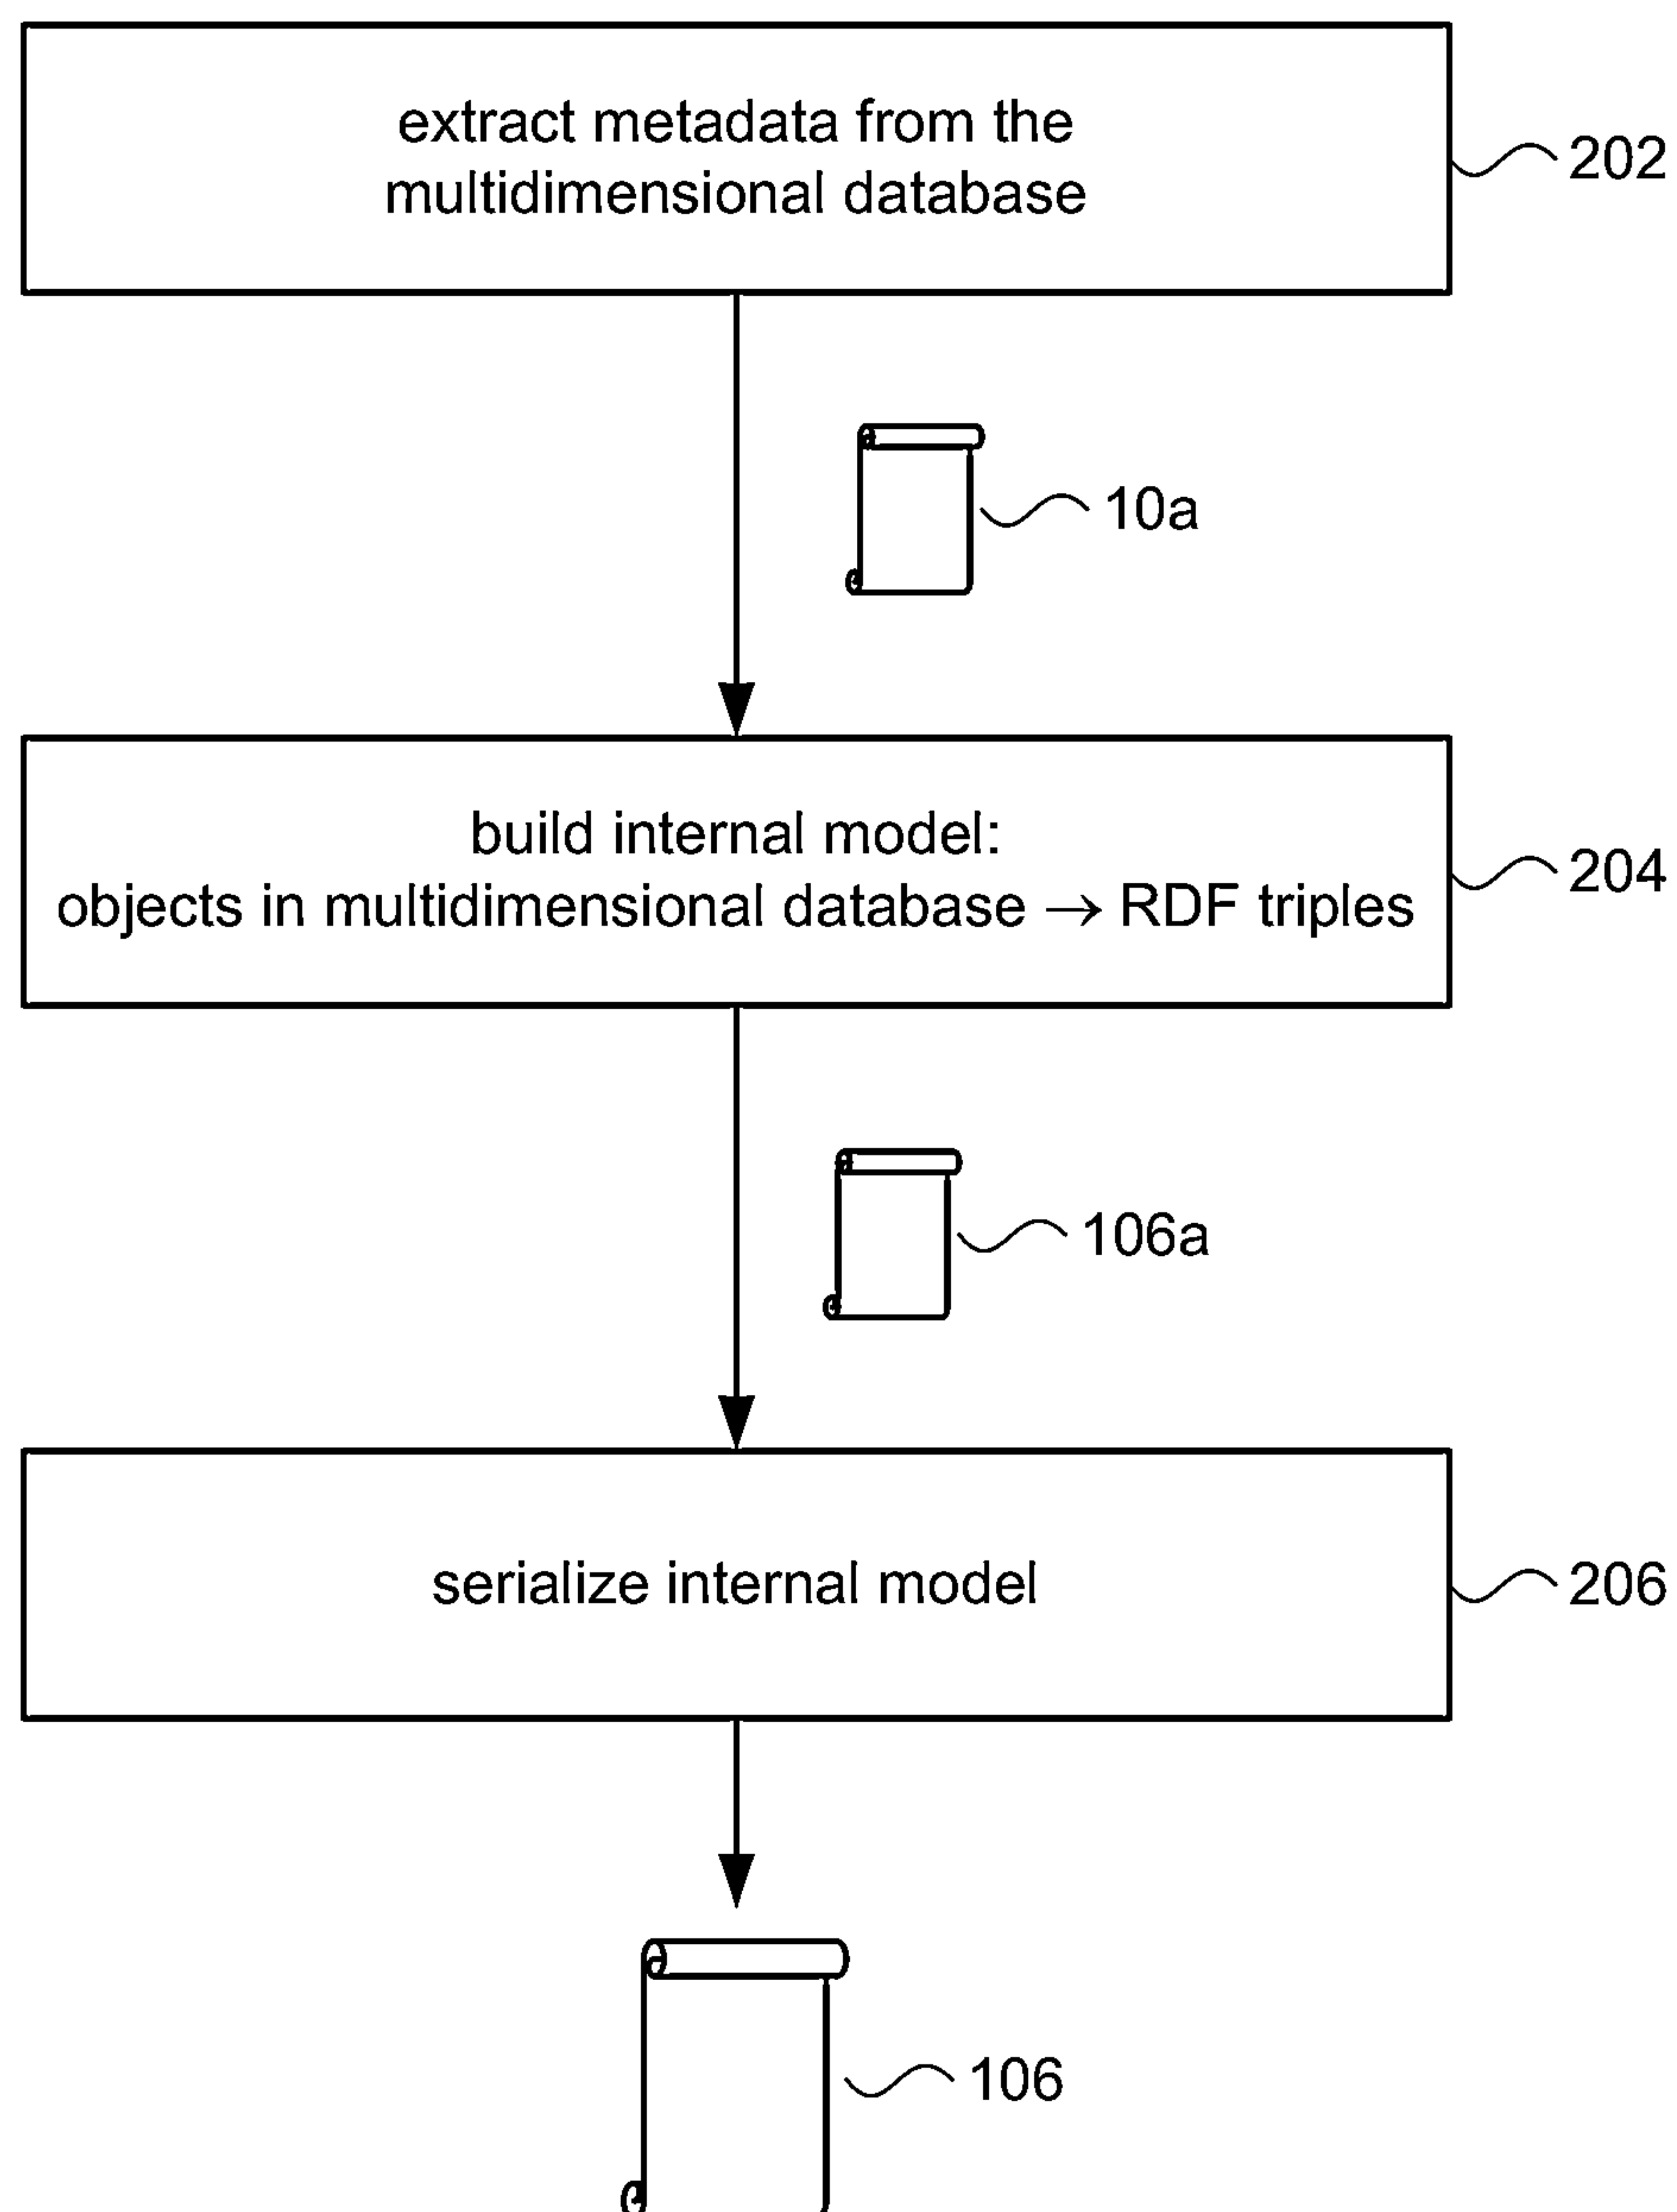 extract metadata from the
multidimensional database
202
10a
build internal model:
objects in multidimensional database → RDF triples
204
106a
serialize internal model
206
106